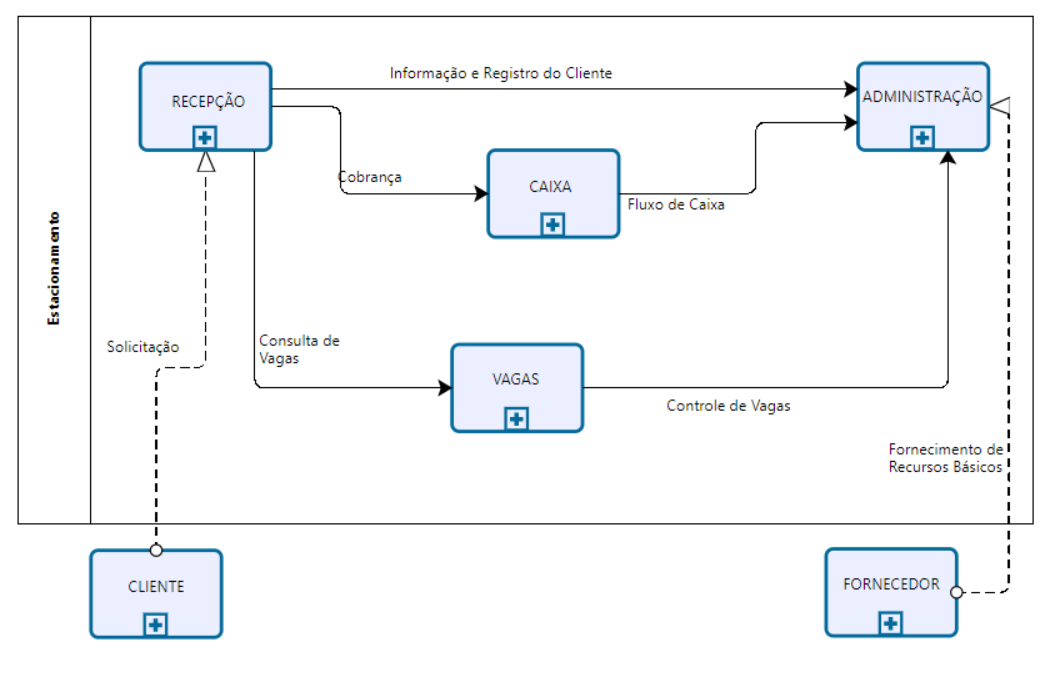 Estacionamento
RECEPÇÃO
Informação e Registro do Cliente
ADMINISTRAÇÃO
Cobrança
CAIXA
Fluxo de Caixa
Solicitação
Consulta de
Vagas
VAGAS
Controle de Vagas
Fornecimento de
Recursos Básicos
CLIENTE
FORNECEDOR